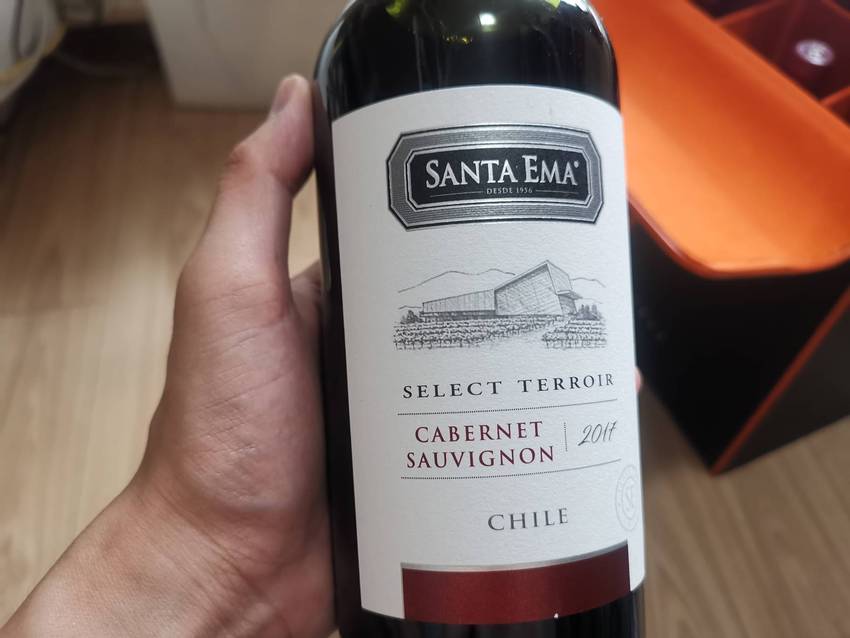 SANTA EMA®
DESDE 1956
SELECT TERROIR
CABERNET
SAUVIGNON
2017
CHILE